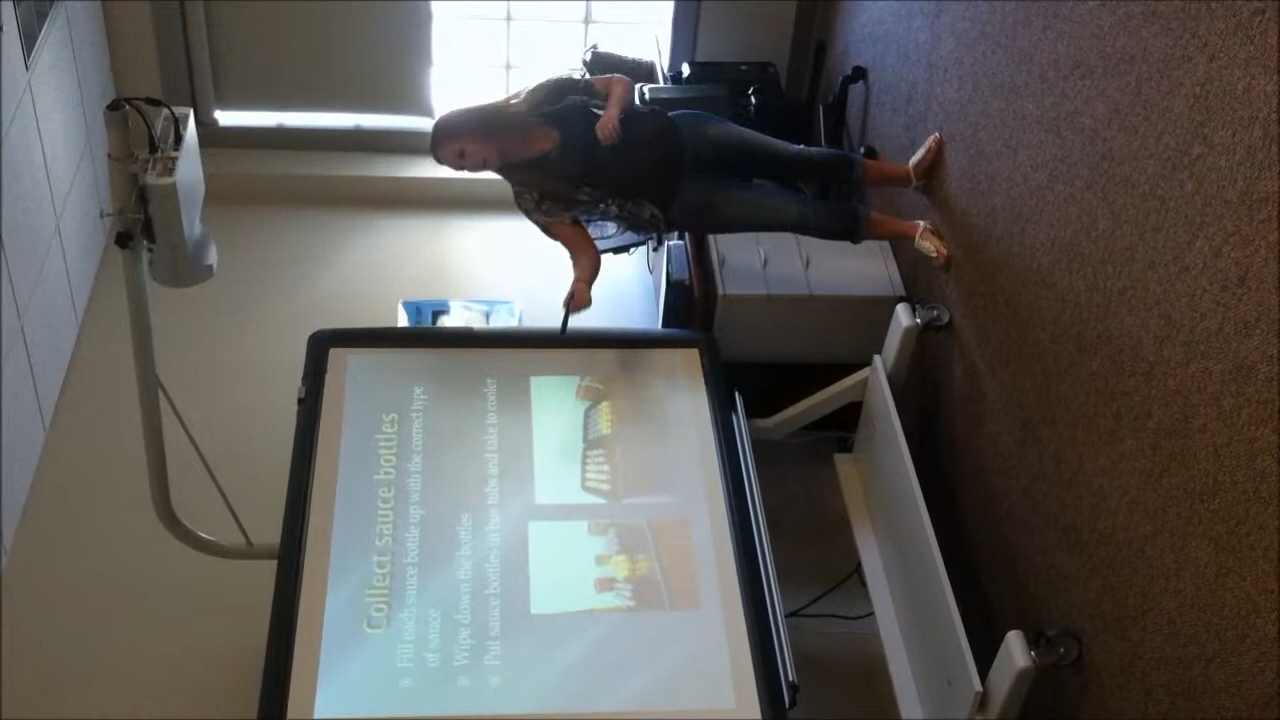 Collect sauce bottles
Fill each sauce bottle up with the correct type
of sauce
Wipe down the bottles
Put sauce bottles in bus tubs and take to cooler